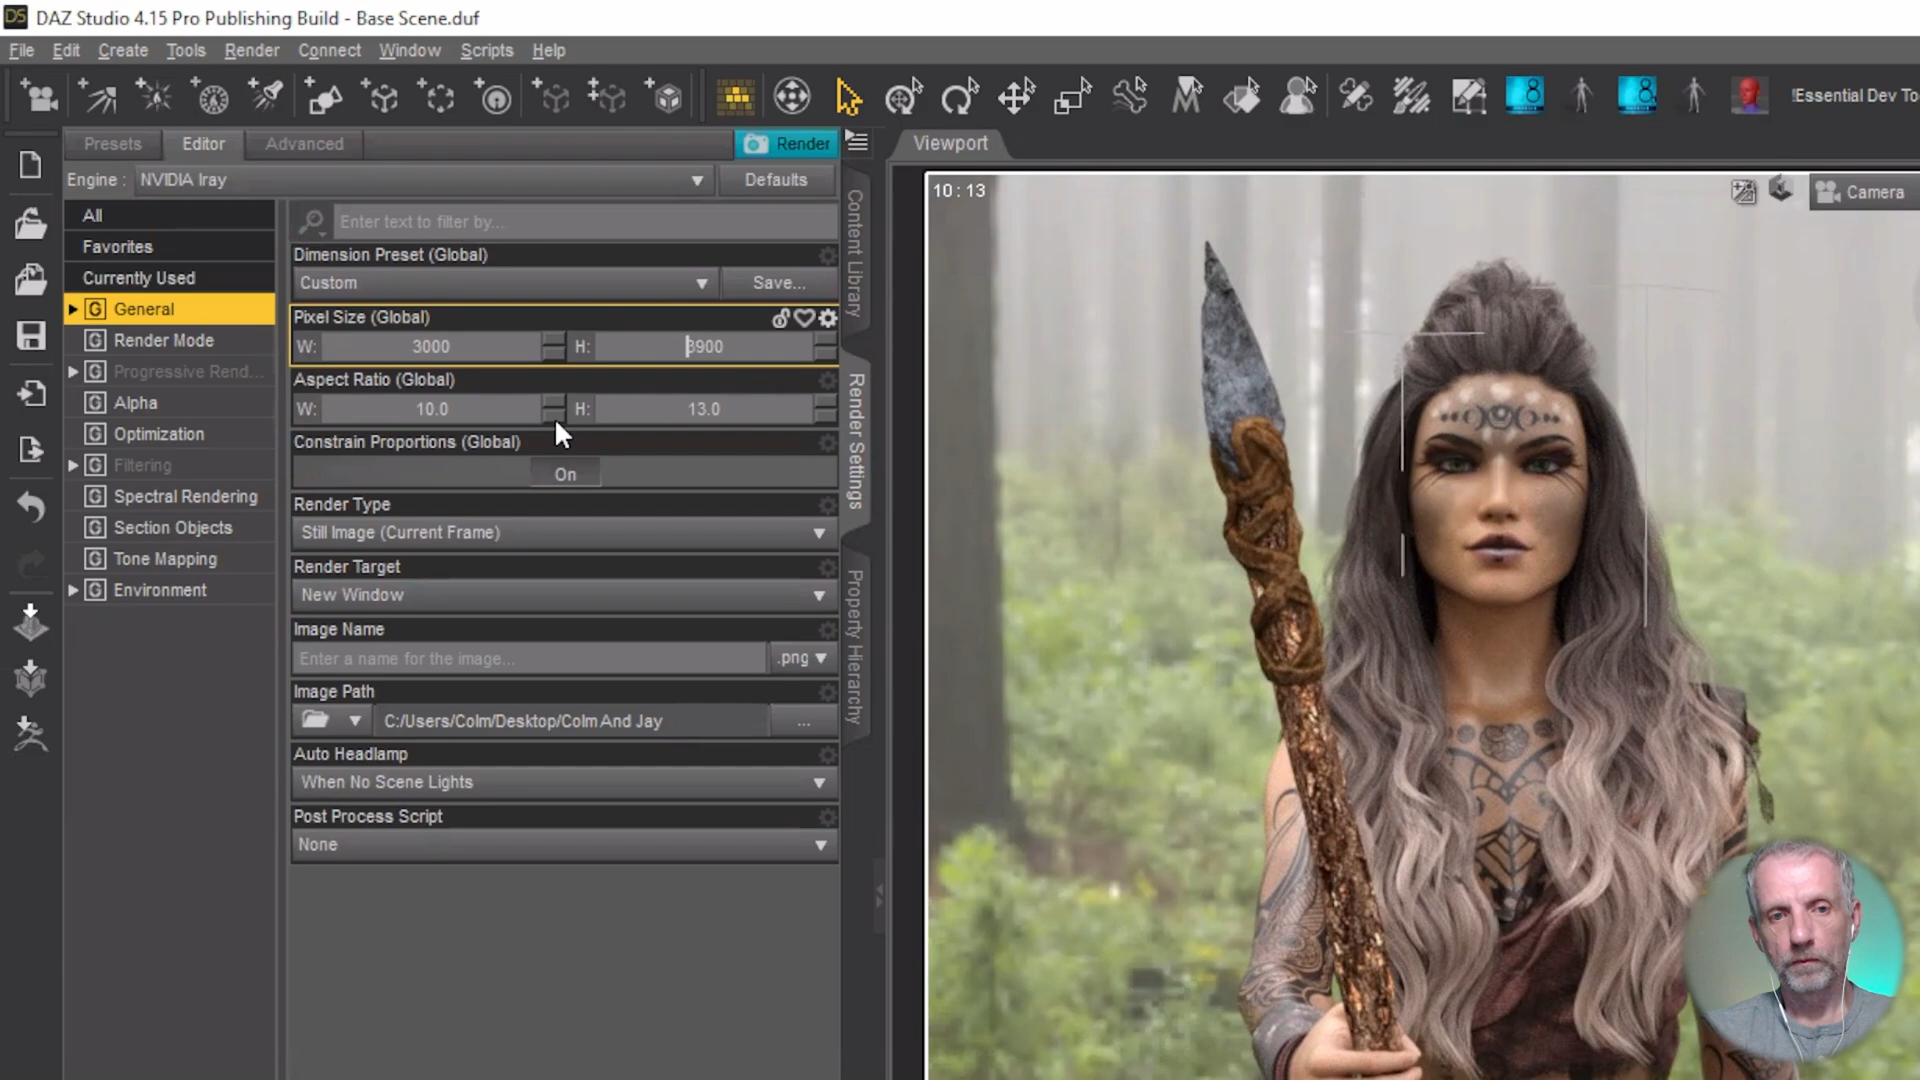 DS DAZ Studio 4.15 Pro Publishing Build - Base Scene.duf
File Edit Create Tools Render Connect Window Scripts Help
8 8 !Essential Dev To
Presets Editor Advanced Render
Viewport
Engine : NVIDIA Iray Defaults
10 : 13
Camera
All
Favorites
Currently Used
G General
G Render Mode
G Progressive Rend...
G Alpha
G Optimization
G Filtering
G Spectral Rendering
G Section Objects
G Tone Mapping
G Environment
Enter text to filter by...
Dimension Preset (Global)
Custom Save...
Pixel Size (Global)
W: 3000 H: 3900
Aspect Ratio (Global)
W: 10.0 H: 13.0
Constrain Proportions (Global)
On
Render Type
Still Image (Current Frame)
Render Target
New Window
Image Name
Enter a name for the image... .png
Image Path
C:/Users/Colm/Desktop/Colm And Jay ...
Auto Headlamp
When No Scene Lights
Post Process Script
None
Content Library
Render Settings
Property Hierarchy